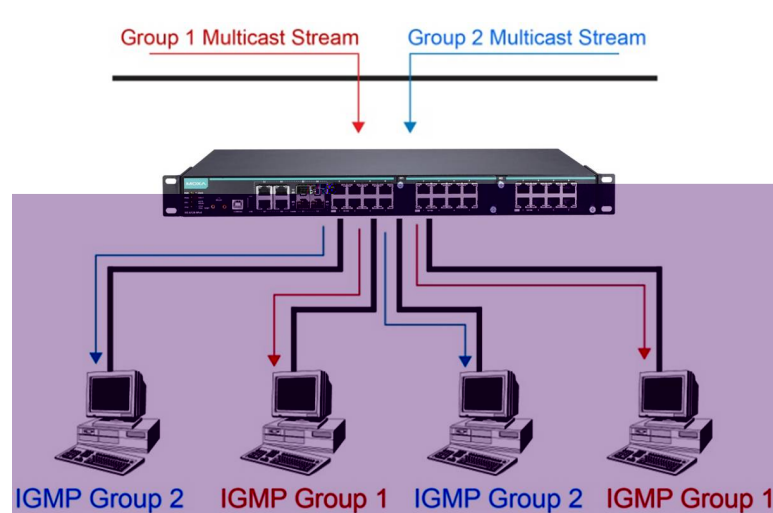 Group 1 Multicast Stream
Group 2 Multicast Stream
MOXA
IGMP Group 2
IGMP Group 1
IGMP Group 2
IGMP Group 1